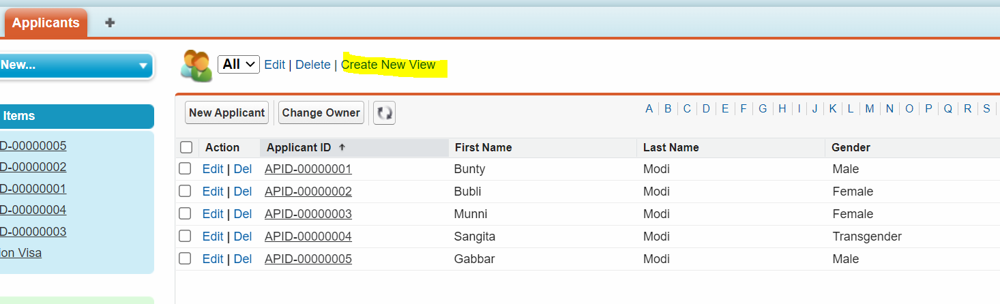 Applicants
New...
All Edit | Delete | Create New View
New Applicant Change Owner A | B | C | D | E | F | G | H | I | J | K | L | M | N | O | P | Q | R | S |
Items
D-00000005
D-00000002
D-00000001
D-00000004
D-00000003
ion Visa
Action Applicant ID First Name Last Name Gender
Edit | Del APID-00000001 Bunty Modi Male
Edit | Del APID-00000002 Bubli Modi Female
Edit | Del APID-00000003 Munni Modi Female
Edit | Del APID-00000004 Sangita Modi Transgender
Edit | Del APID-00000005 Gabbar Modi Male